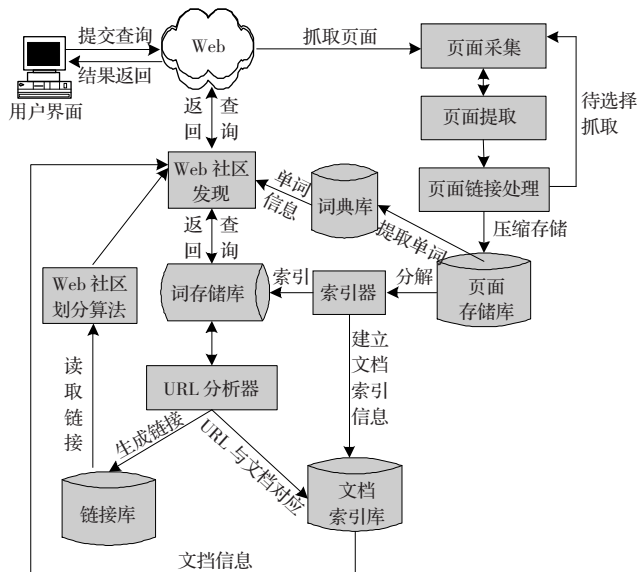 提交查询
结果返回
用户界面
Web
抓取页面
页面采集
页面提取
待选择
抓取
页面链接处理
压缩存储
返回
查询
Web 社区
发现
单词
信息
词典库
提取单词
页面
存储库
分解
索引器
索引
词存储库
返回
查询
Web 社区
划分算法
读取链接
URL 分析器
建立
文档
索引
信息
生成链接
URL 与文档对应
链接库
文档
索引库
文挡信息